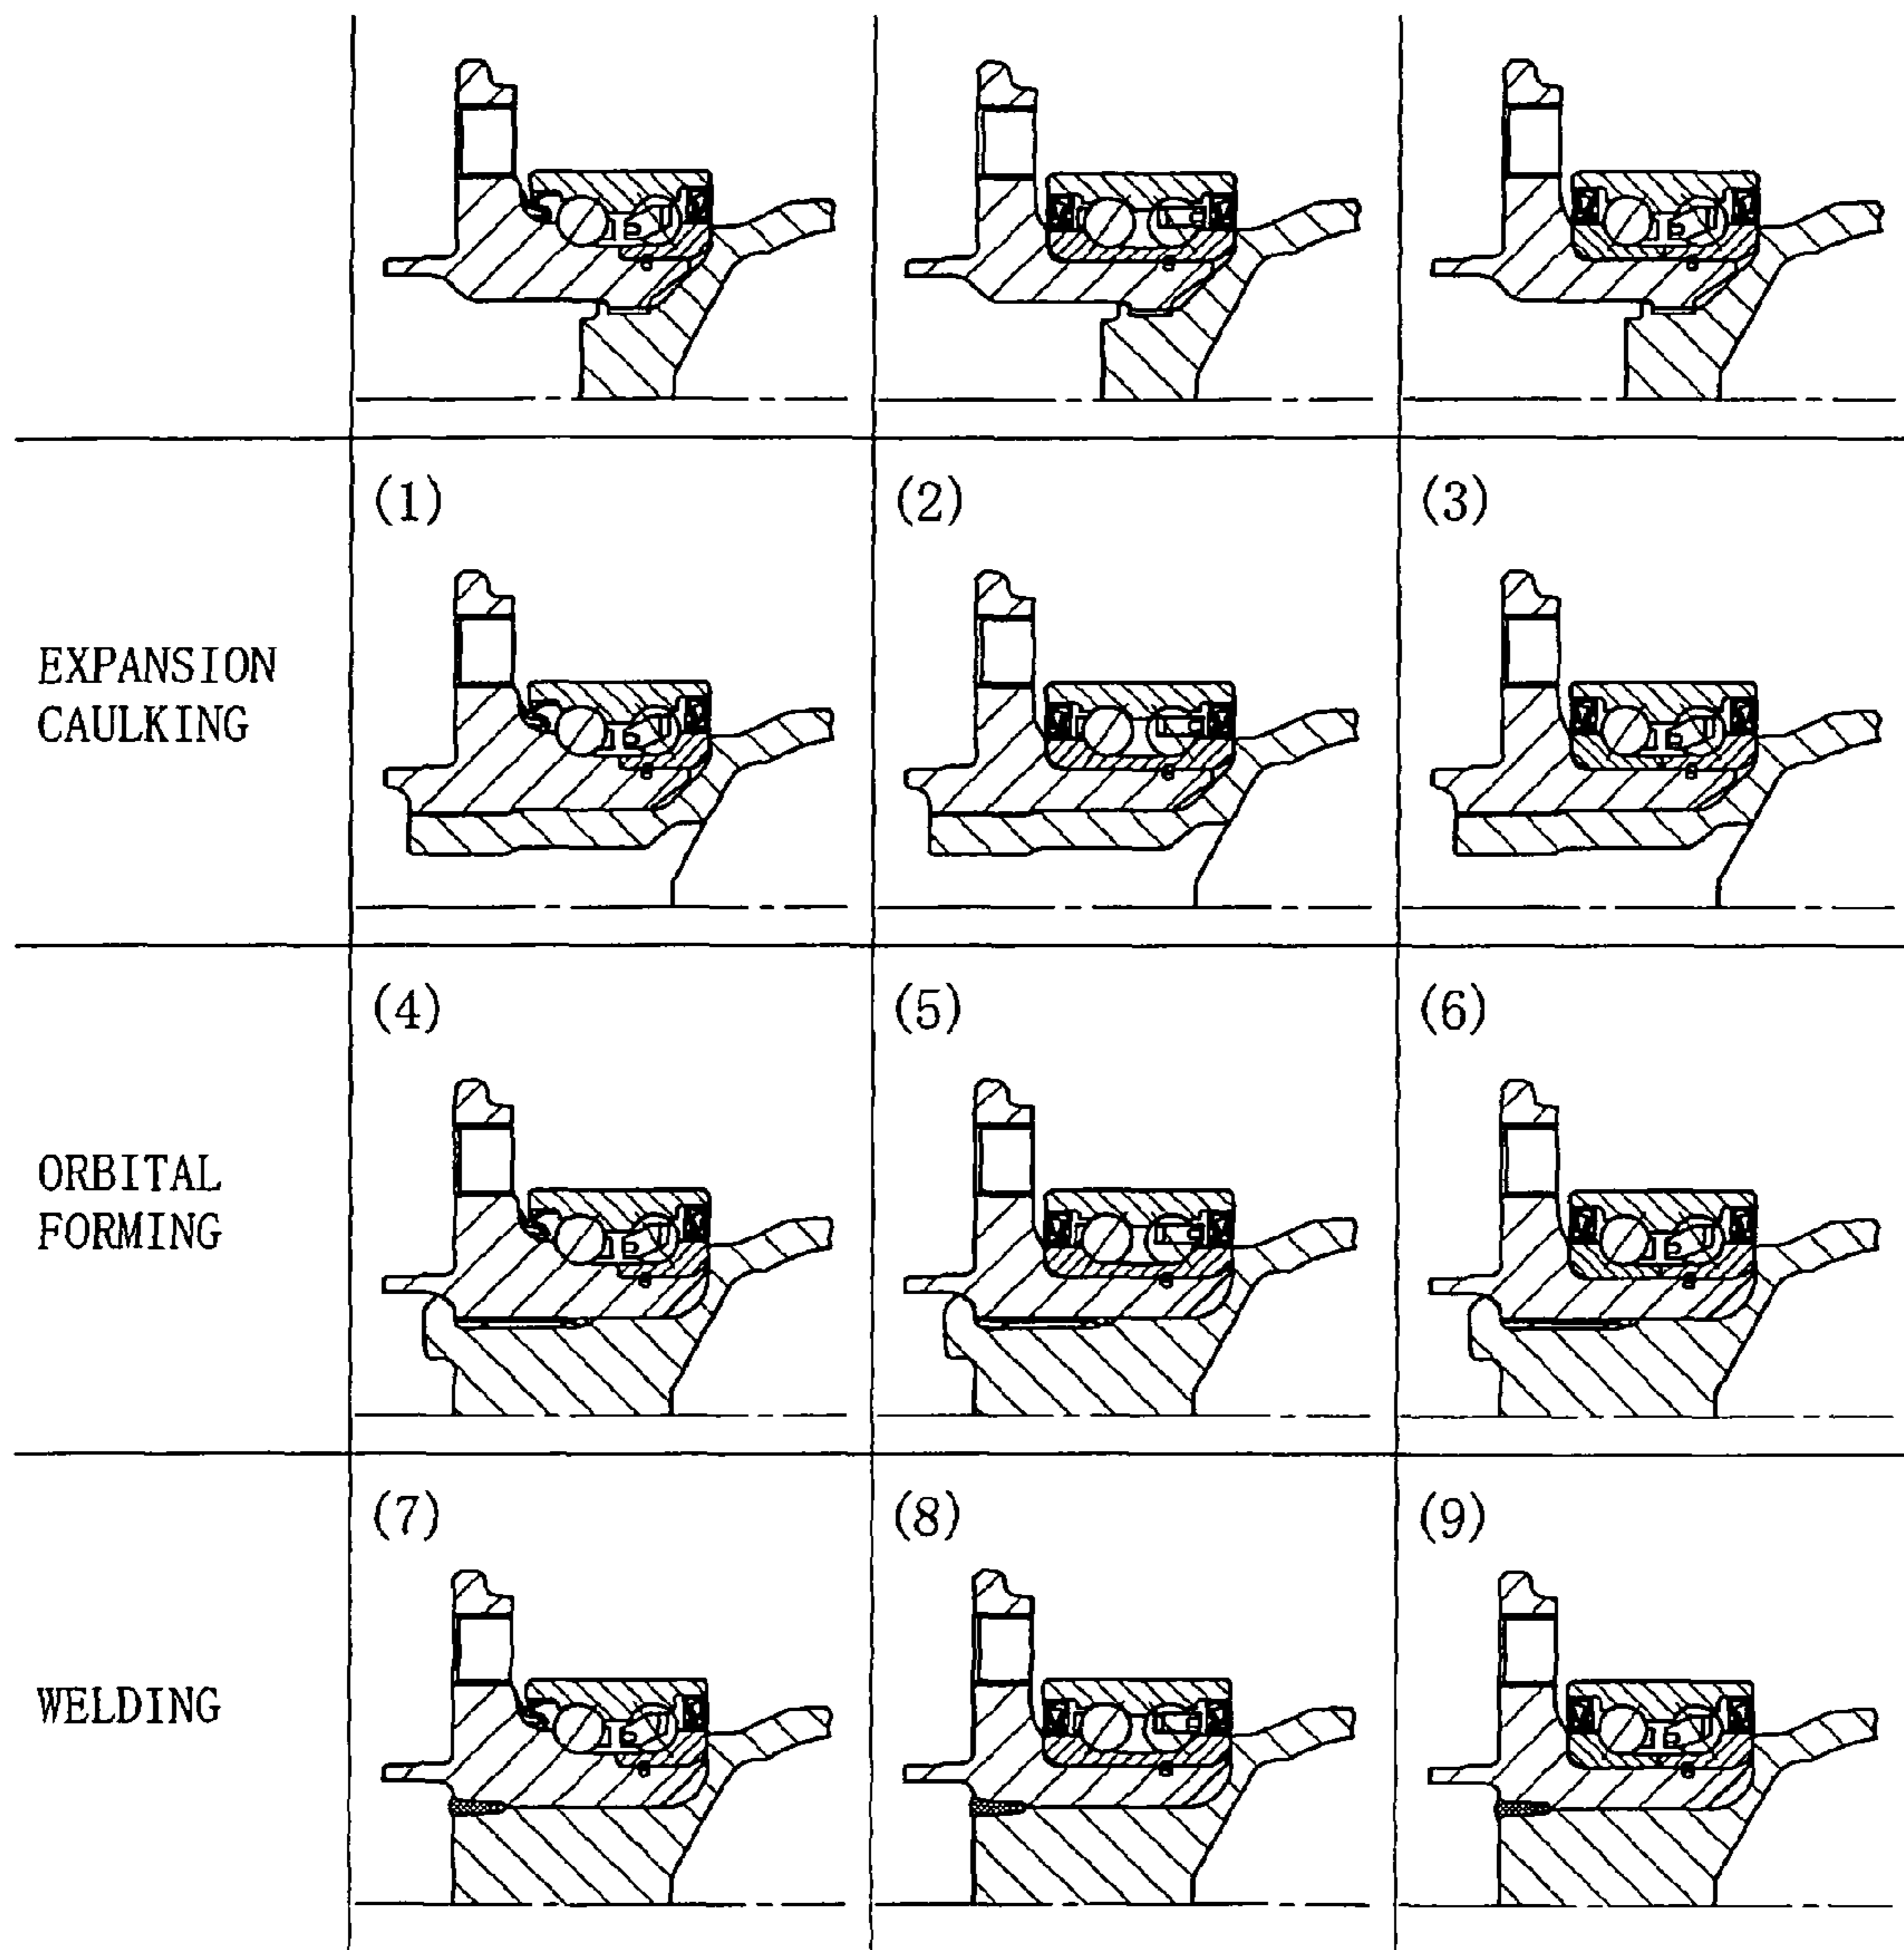 (1) (2) (3)
EXPANSION
CAULKING
(4) (5) (6)
ORBITAL
FORMING
(7) (8) (9)
WELDING